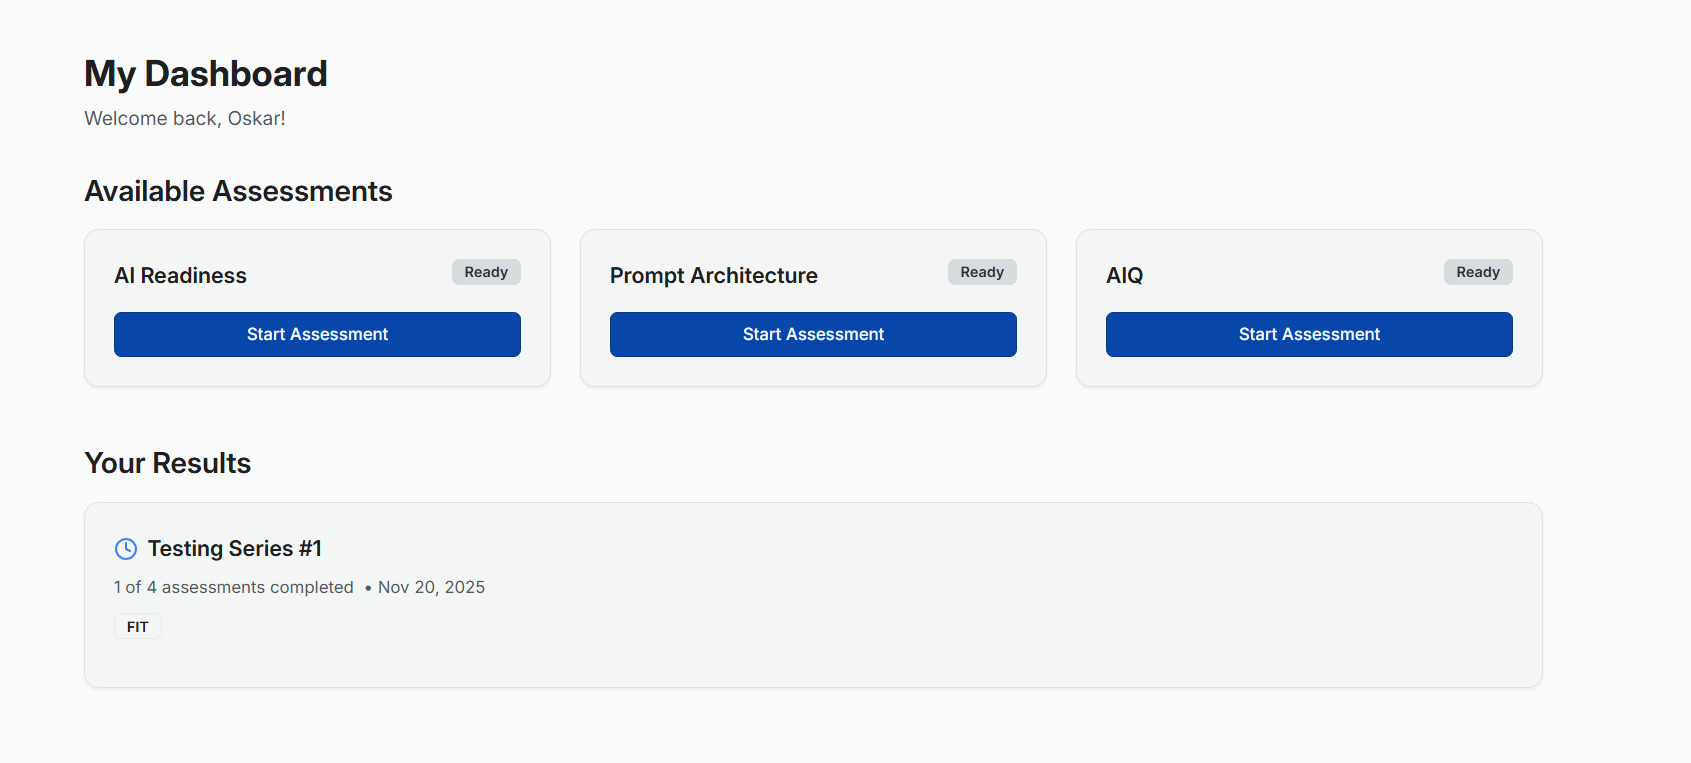 My Dashboard
Welcome back, Oskar!
Available Assessments
AI Readiness
Ready
Start Assessment
Prompt Architecture
Ready
Start Assessment
AIQ
Ready
Start Assessment
Your Results
Testing Series #1
1 of 4 assessments completed • Nov 20, 2025
FIT